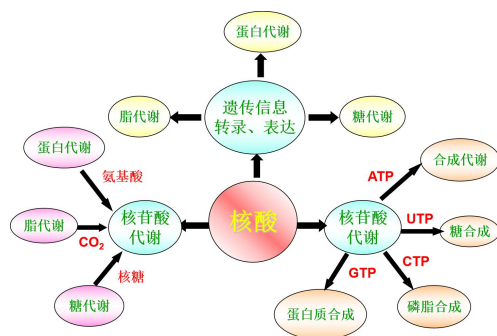 蛋白代谢
脂代谢
遗传信息
转录、表达
糖代谢
蛋白代谢
氨基酸
脂代谢
CO₂
核苷酸
代谢
核糖
糖代谢
核酸
核苷酸
代谢
ATP
合成代谢
UTP
糖合成
GTP
CTP
蛋白质合成
磷脂合成